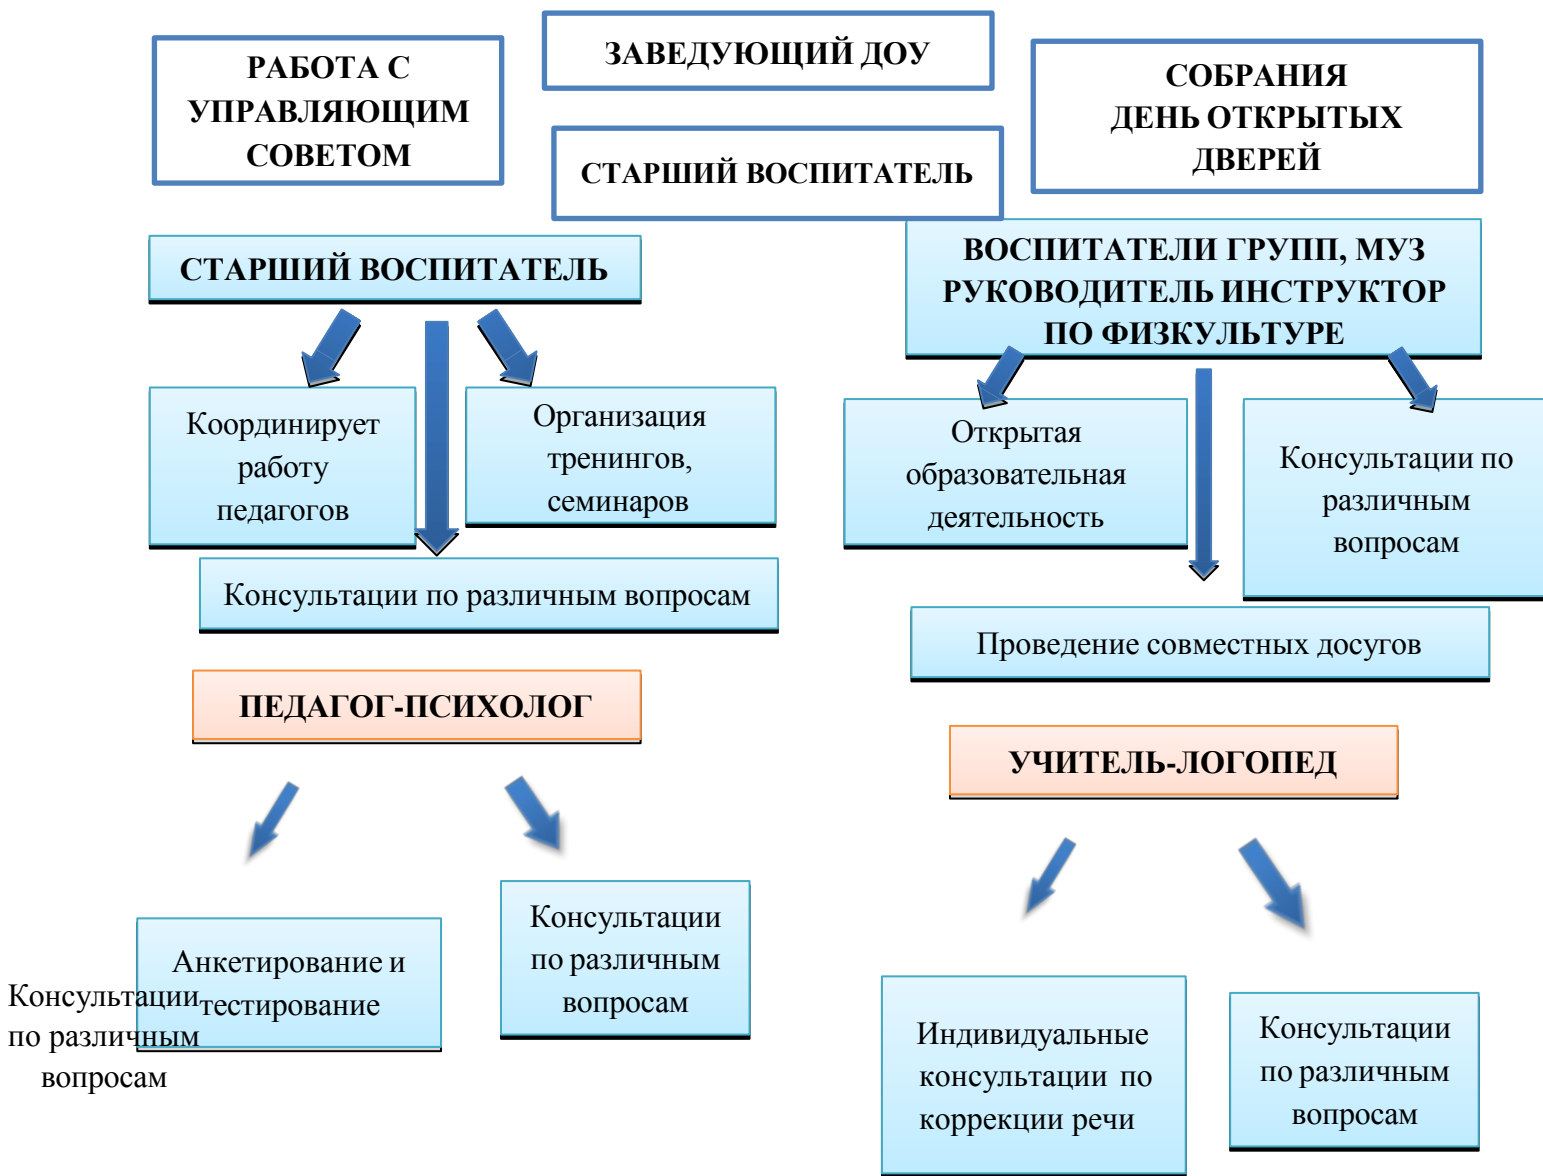 РАБОТА С
УПРАВЛЯЮЩИМ
СОВЕТОМ
ЗАВЕДУЮЩИЙ ДОУ
СТАРШИЙ ВОСПИТАТЕЛЬ
СОБРАНИЯ
ДЕНЬ ОТКРЫТЫХ
ДВЕРЕЙ
СТАРШИЙ ВОСПИТАТЕЛЬ
Координирует
работу
педагогов
Организация
тренингов,
семинаров
Консультации по различным вопросам
ВОСПИТАТЕЛИ ГРУПП, МУЗ
РУКОВОДИТЕЛЬ ИНСТРУКТОР
ПО ФИЗКУЛЬТУРЕ
Открытая
образовательная
деятельность
Консультации по
различным
вопросам
Проведение совместных досугов
ПЕДАГОГ-ПСИХОЛОГ
Анкетирование и
тестирование
Консультации
по различным
вопросам
Консультации
по различным
вопросам
УЧИТЕЛЬ-ЛОГОПЕД
Индивидуальные
консультации по
коррекции речи
Консультации
по различным
вопросам